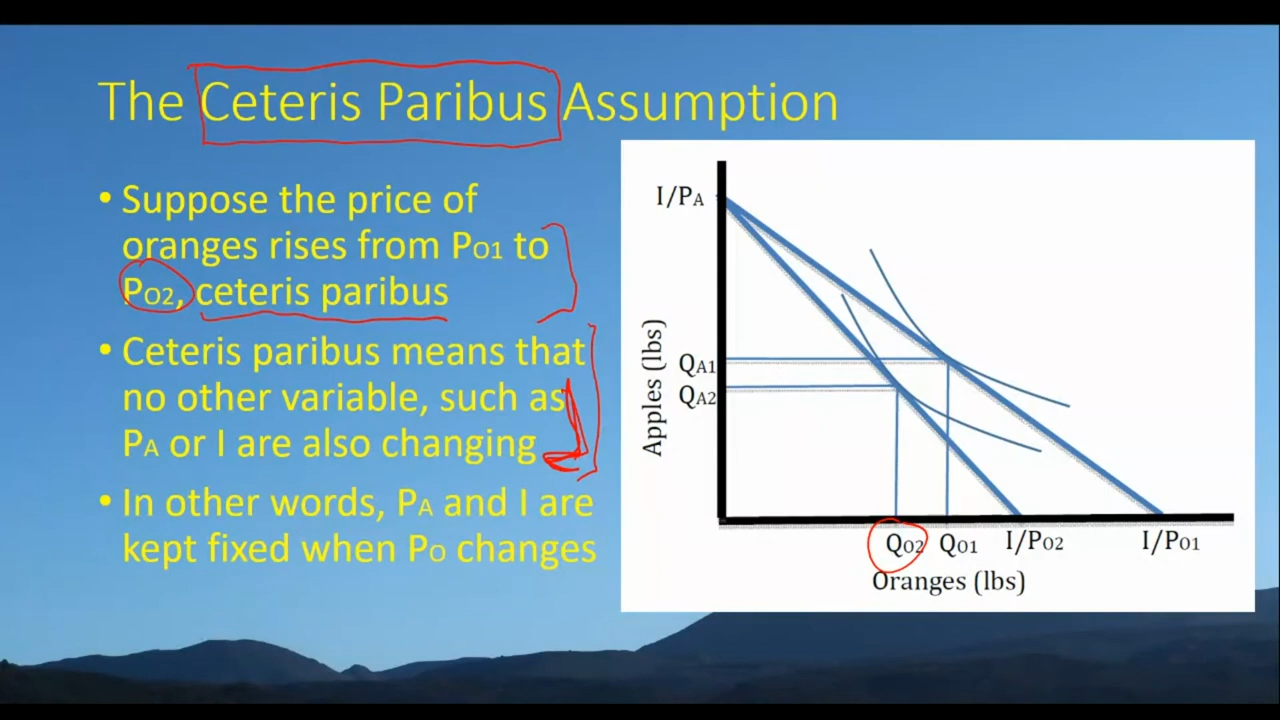 The Ceteris Paribus Assumption
• Suppose the price of
oranges rises from PO1 to
PO2, ceteris paribus
• Ceteris paribus means that
no other variable, such as
PA or I are also changing
• In other words, PA and I are
kept fixed when PO changes
I/PA
Apples (lbs)
QA1
QA2
QO2 QO1 I/PO2 I/PO1
Oranges (lbs)